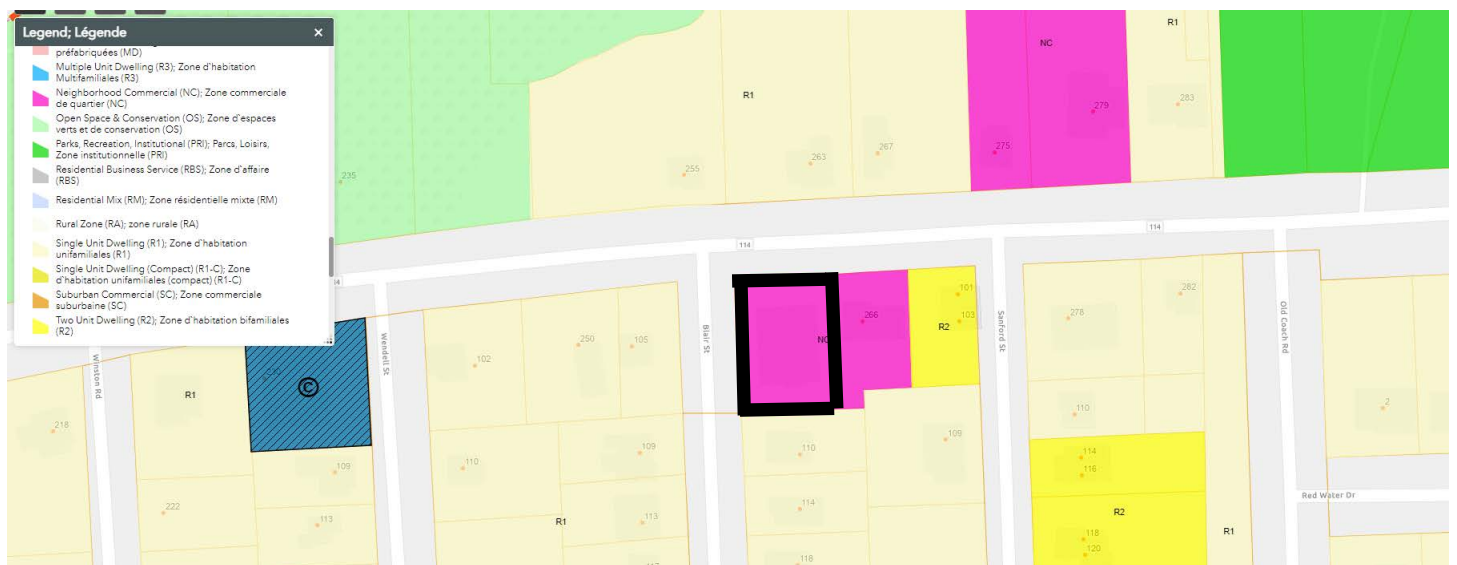 Legend; Légende
×
préfabriquées (MD)
Multiple Unit Dwelling (R3); Zone d'habitation
Multifamiliales (R3)
Neighborhood Commercial (NC); Zone commerciale
de quartier (NC)
Open Space & Conservation (OS); Zone d'espaces
verts et de conservation (OS)
Parks, Recreation, Institutional (PRI); Parcs, Loisirs,
Zone institutionnelle (PRI)
Residential Business Service (RBS); Zone d'affaire
(RBS)
Residential Mix (RM); Zone résidentielle mixte (RM)
Rural Zone (RA); zone rurale (RA)
Single Unit Dwelling (R1); Zone d'habitation
unifamiliales (R1)
Single Unit Dwelling (Compact) (R1-C); Zone
d'habitation unifamiliales (compact) (R1-C)
Suburban Commercial (SC); Zone commerciale
suburbaine (SC)
Two Unit Dwelling (R2); Zone d'habitation bifamiliales
(R2)
R1
NC
R1
279
283
275
267
263
255
235
114
114
101
103
266
NC
R2
278
282
Winston Rd
Wendell St
Blair St
Sanford St
Old Coach Rd
©
R1
102
250
105
218
222
109
113
110
109
113
R1
110
114
116
109
110
114
116
R2
118
120
R1
2
Red Water Dr